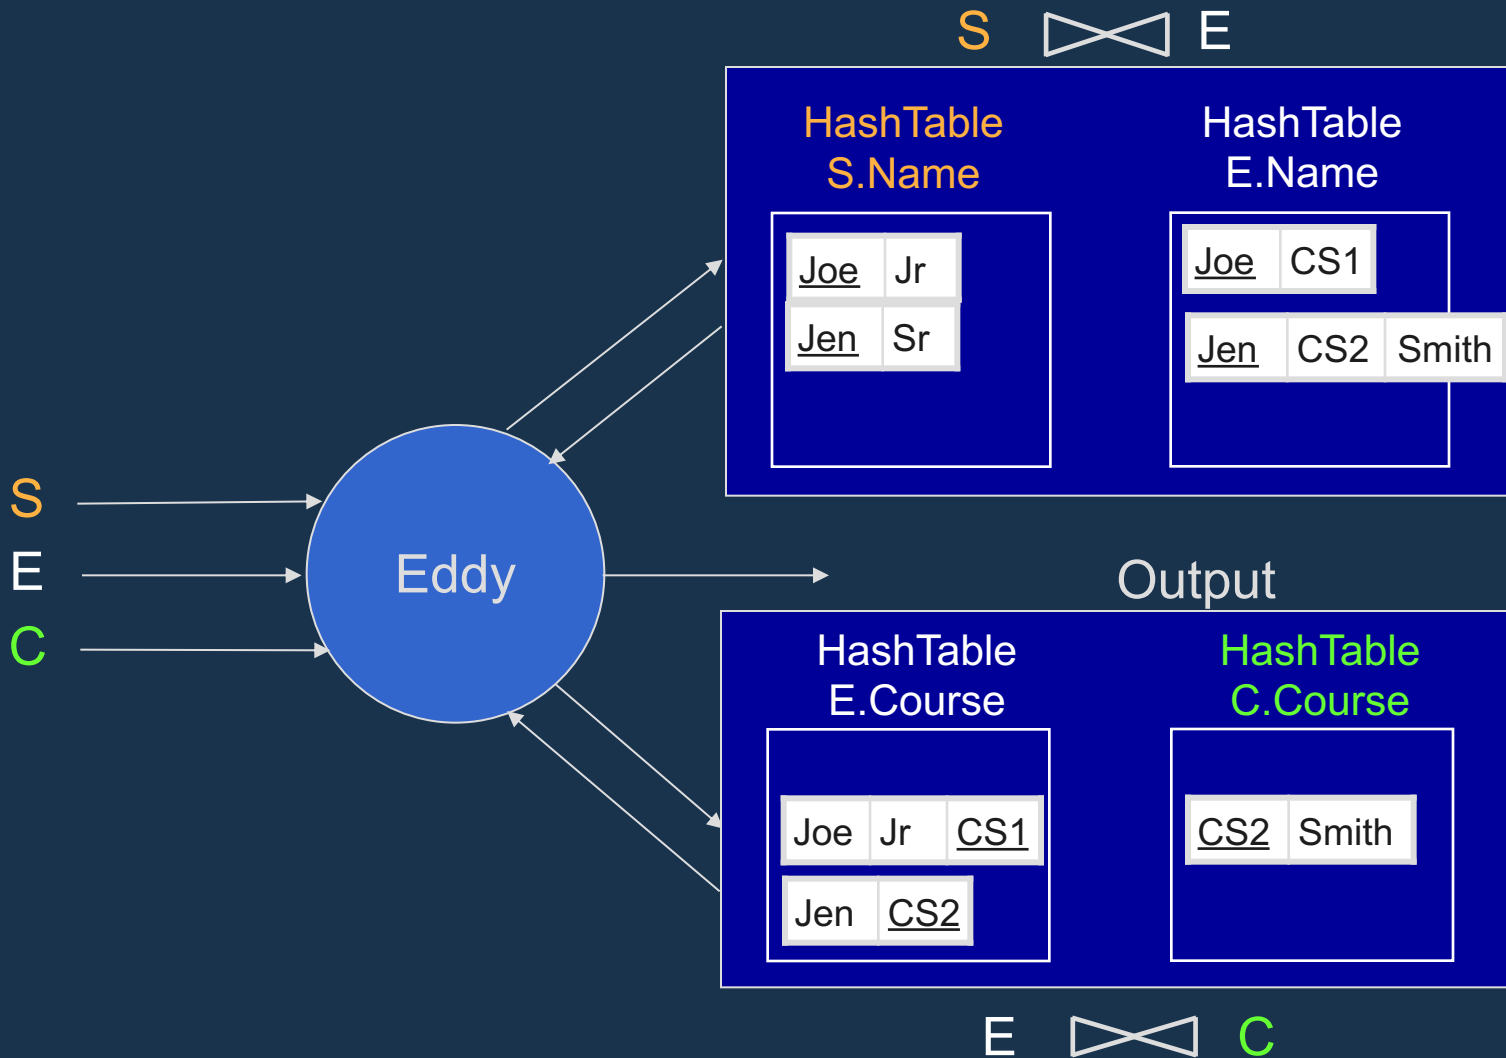 S E
HashTable HashTable
S.Name E.Name
Joe Jr
Jen Sr
Joe CS1
Jen CS2 Smith
S
E
C
Eddy
Output
HashTable HashTable
E.Course C.Course
Joe Jr CS1
Jen CS2
CS2 Smith
E C